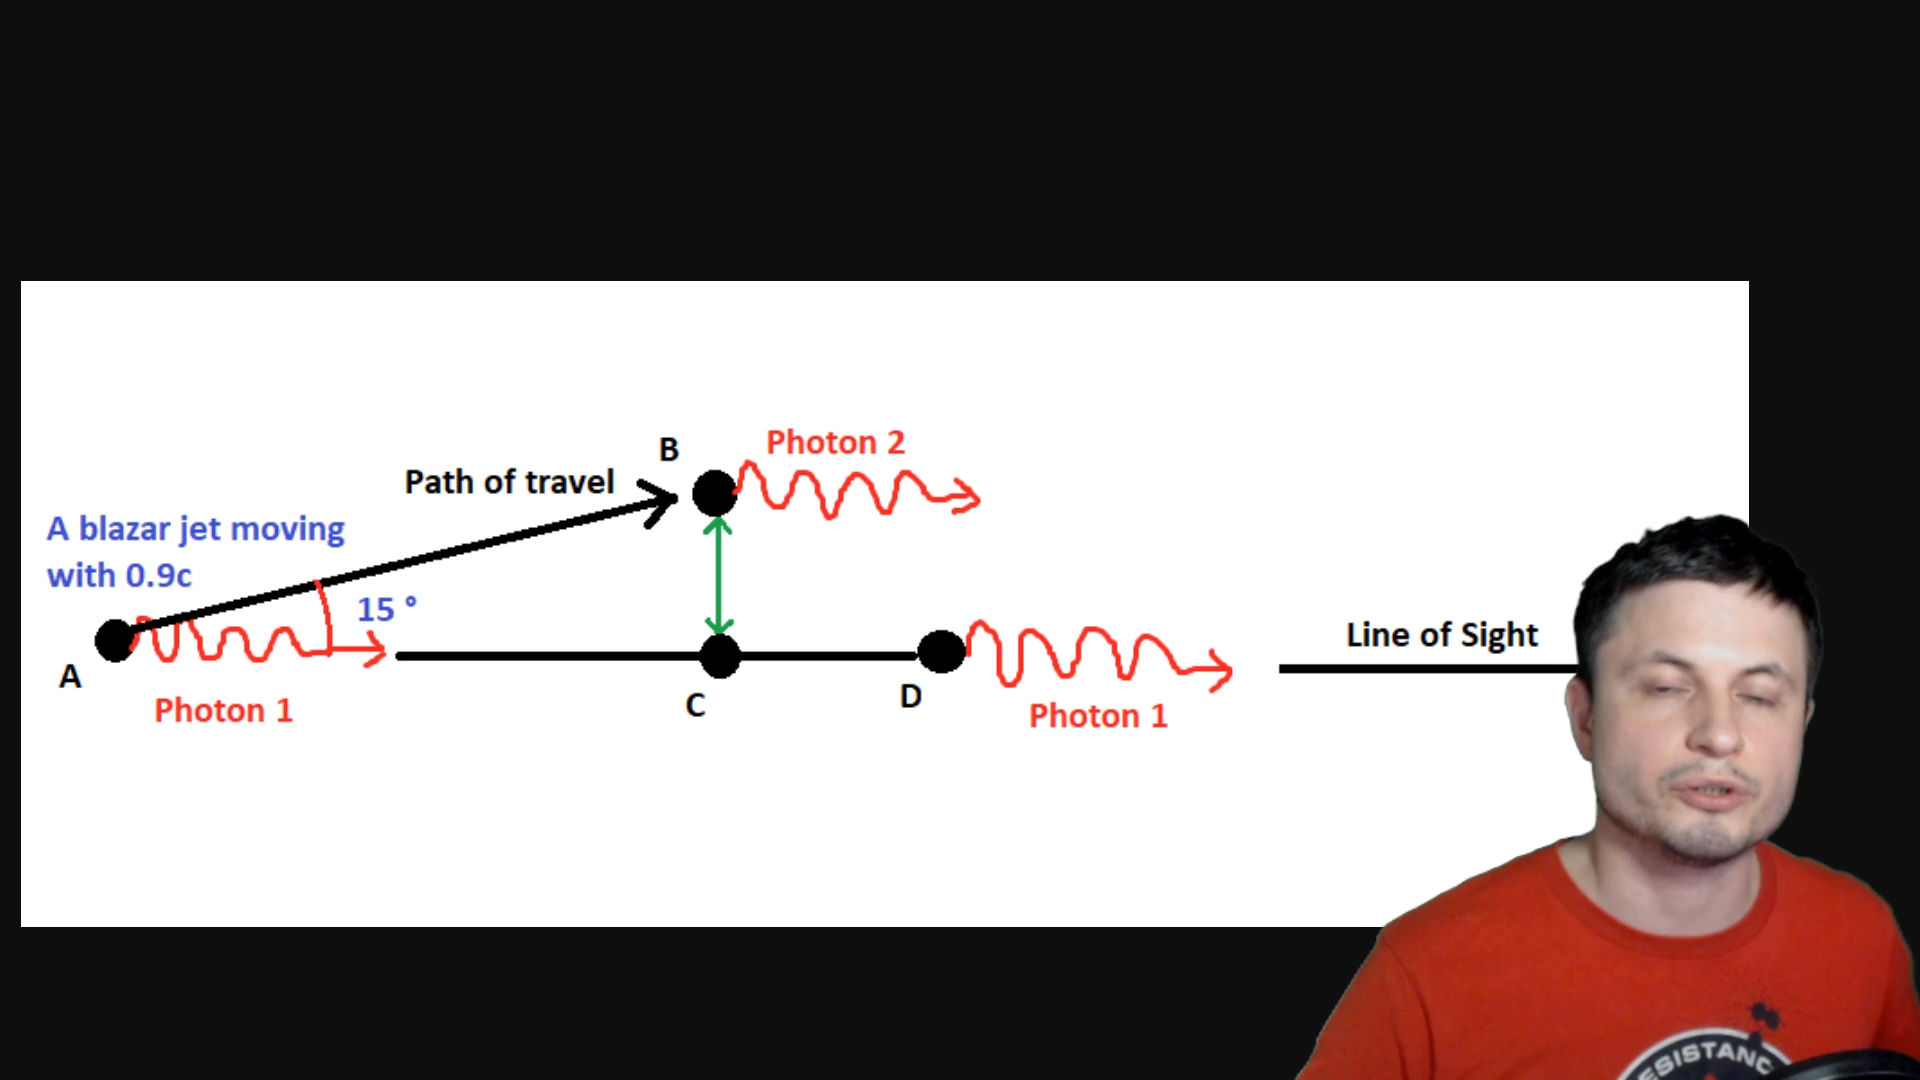 B
Photon 2
Path of travel
A blazar jet moving
with 0.9c
15 °
A
Photon 1
C
D
Photon 1
Line of Sight